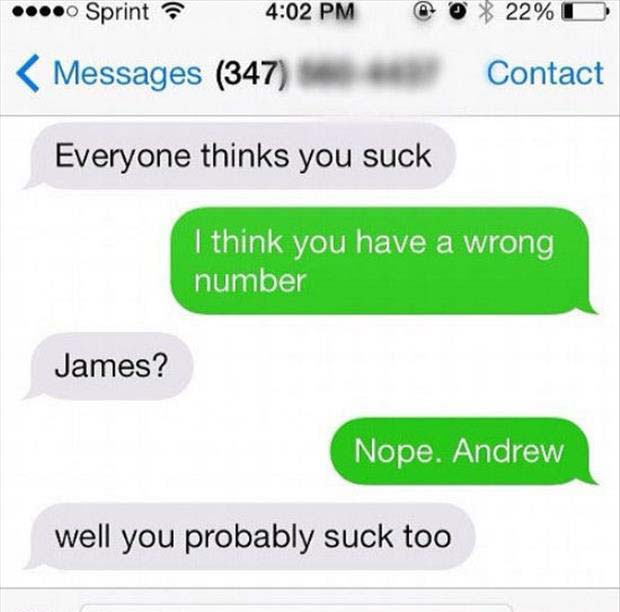 Sprint 4:02 PM 22%
Messages (347) Contact
Everyone thinks you suck
I think you have a wrong
number
James?
Nope. Andrew
well you probably suck too